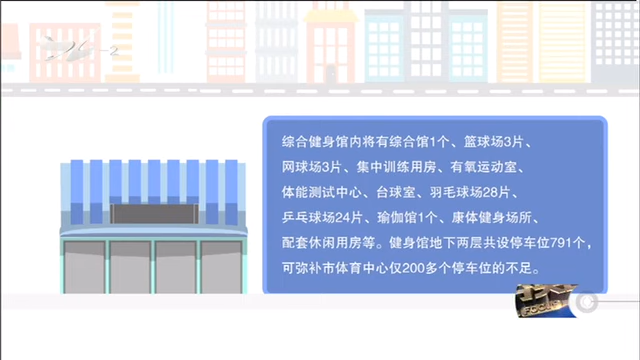 综合健身馆内将有综合馆1个、篮球场3片、
网球场3片、集中训练用房、有氧运动室、
体能测试中心、台球室、羽毛球场28片、
乒乓球场24片、瑜伽馆1个、康体健身场所、
配套休闲用房等。健身馆地下两层共设停车位791个，
可弥补市体育中心仅200多个停车位的不足。
FOCUS